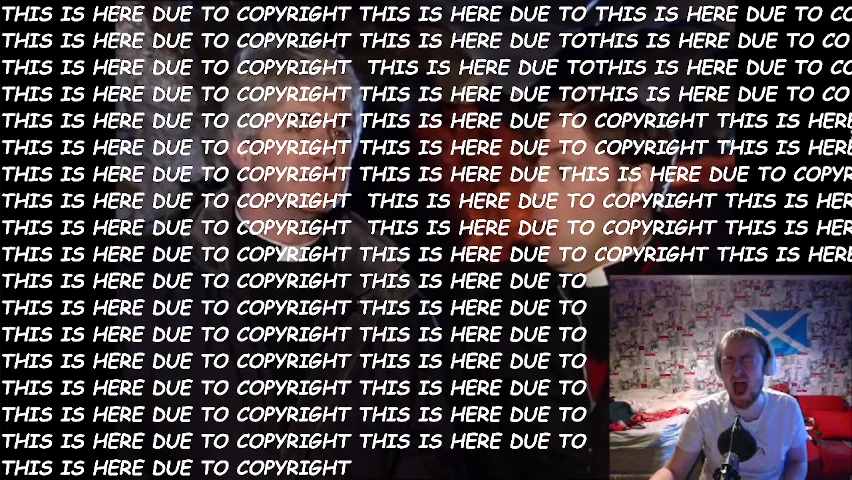 THIS IS HERE DUE TO COPYRIGHT THIS IS HERE DUE TO THIS IS HERE DUE TO CO
THIS IS HERE DUE TO COPYRIGHT THIS IS HERE DUE TOTHIS IS HERE DUE TO CO
THIS IS HERE DUE TO COPYRIGHT THIS IS HERE DUE TOTHIS IS HERE DUE TO CO
THIS IS HERE DUE TO COPYRIGHT THIS IS HERE DUE TOTHIS IS HERE DUE TO CO
THIS IS HERE DUE TO COPYRIGHT THIS IS HERE DUE TO COPYRIGHT THIS IS HERE
THIS IS HERE DUE TO COPYRIGHT THIS IS HERE DUE TO COPYRIGHT THIS IS HERE
THIS IS HERE DUE TO COPYRIGHT THIS IS HERE DUE THIS IS HERE DUE TO COPYR
THIS IS HERE DUE TO COPYRIGHT THIS IS HERE DUE TO COPYRIGHT THIS IS HER
THIS IS HERE DUE TO COPYRIGHT THIS IS HERE DUE TO COPYRIGHT THIS IS HER
THIS IS HERE DUE TO COPYRIGHT THIS IS HERE DUE TO COPYRIGHT THIS IS HERE
THIS IS HERE DUE TO COPYRIGHT THIS IS HERE DUE TO
THIS IS HERE DUE TO COPYRIGHT THIS IS HERE DUE TO
THIS IS HERE DUE TO COPYRIGHT THIS IS HERE DUE TO
THIS IS HERE DUE TO COPYRIGHT THIS IS HERE DUE TO
THIS IS HERE DUE TO COPYRIGHT THIS IS HERE DUE TO
THIS IS HERE DUE TO COPYRIGHT THIS IS HERE DUE TO
THIS IS HERE DUE TO COPYRIGHT THIS IS HERE DUE TO
THIS IS HERE DUE TO COPYRIGHT